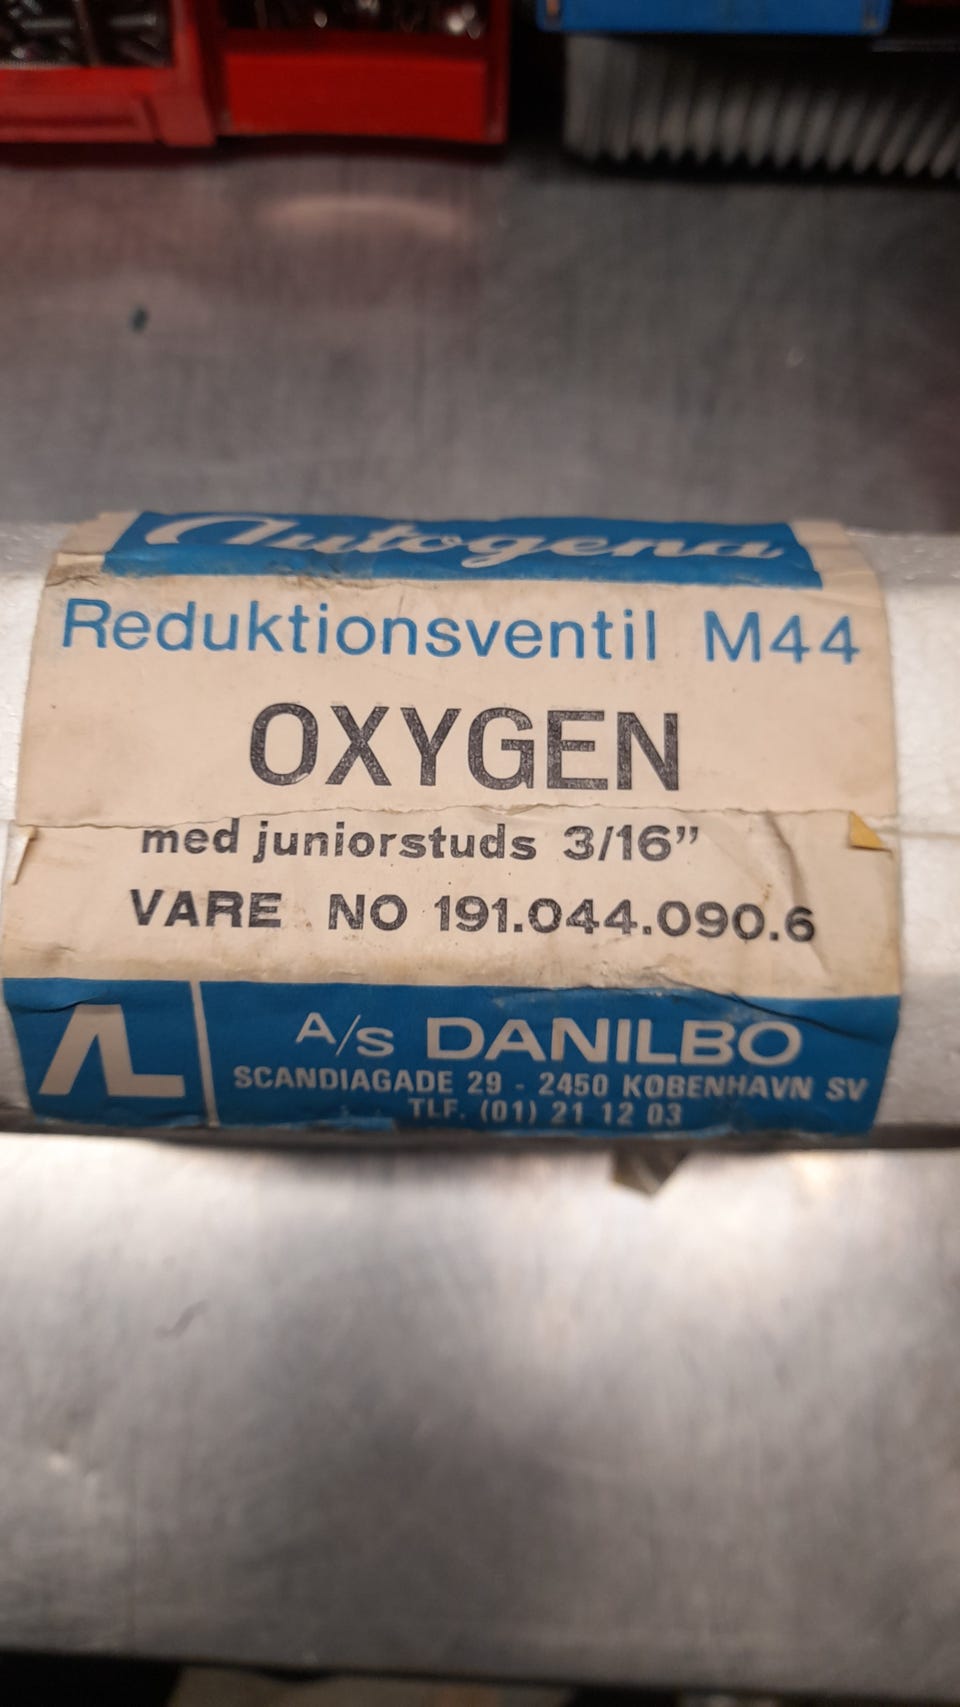 Autogena
Reduktionsventil M44
OXYGEN
med juniorstuds 3/16”
VARE NO 191.044.090.6
AL
A/S DANILBO
SCANDIAGADE 29 - 2450 KØBENHAVN SV
TLF. (01) 21 12 03